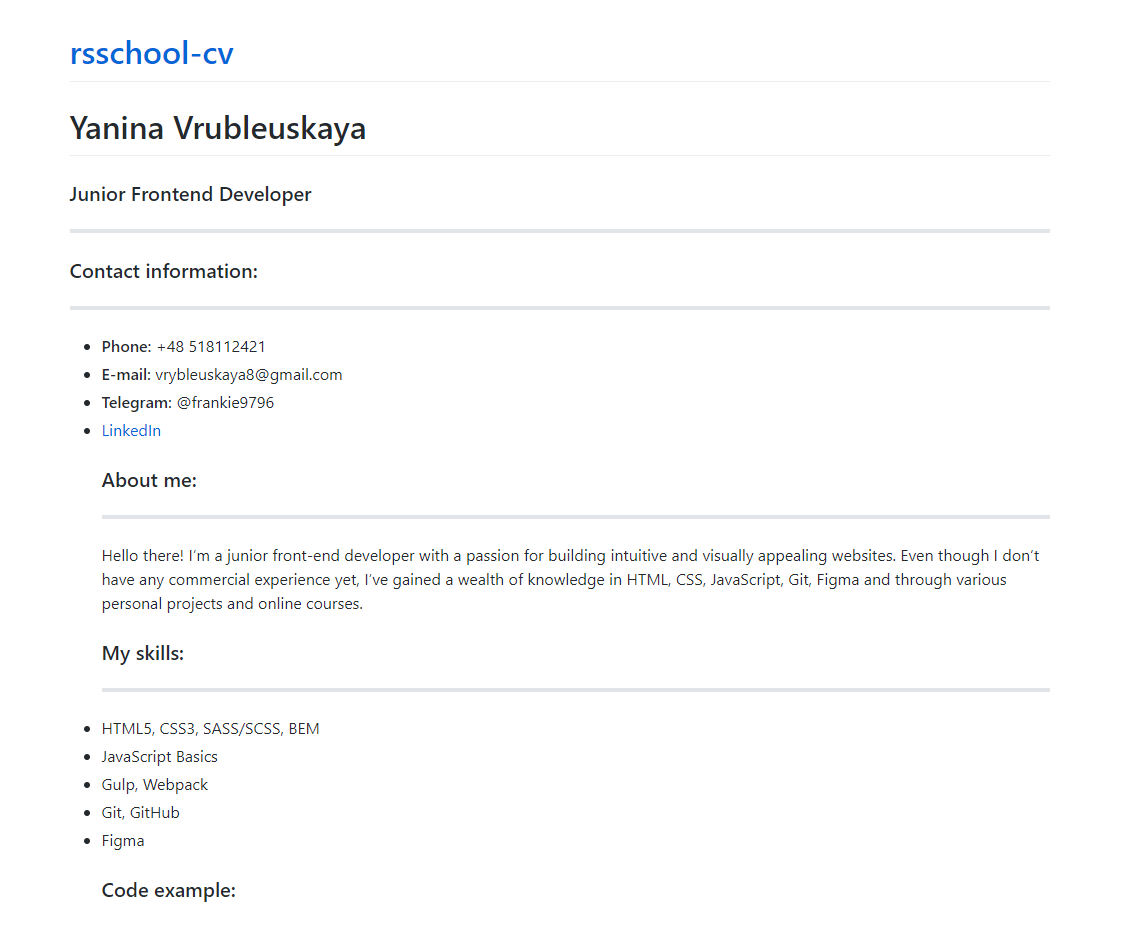 rsschool-cv
Yanina Vrubleuskaya
Junior Frontend Developer
Contact information:
Phone: +48 518112421
E-mail: vrybleuskaya8@gmail.com
Telegram: @frankie9796
LinkedIn
About me:
Hello there! I’m a junior front-end developer with a passion for building intuitive and visually appealing websites. Even though I don’t
have any commercial experience yet, I’ve gained a wealth of knowledge in HTML, CSS, JavaScript, Git, Figma and through various
personal projects and online courses.
My skills:
HTML5, CSS3, SASS/SCSS, BEM
JavaScript Basics
Gulp, Webpack
Git, GitHub
Figma
Code example: